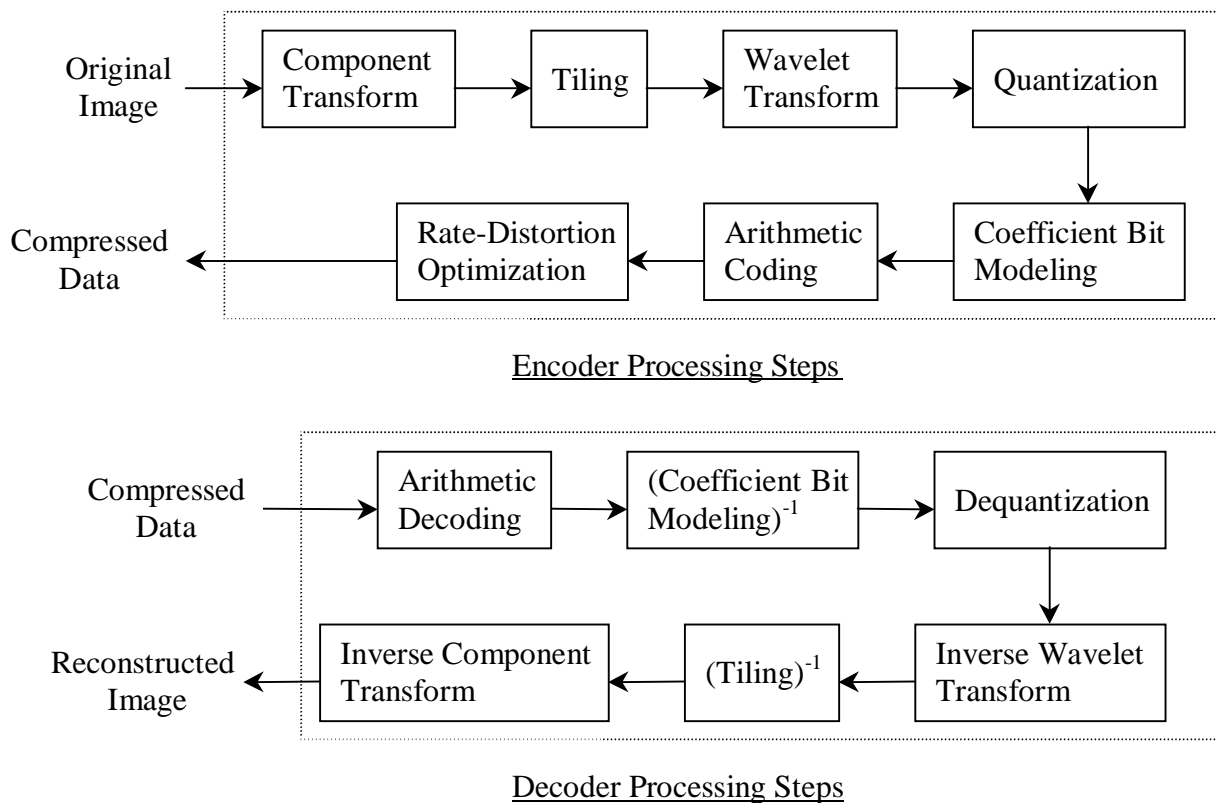 Original
Image
Component
Transform
Tiling
Wavelet
Transform
Quantization
Compressed
Data
Rate-Distortion
Optimization
Arithmetic
Coding
Coefficient Bit
Modeling
Encoder Processing Steps
Compressed
Data
Arithmetic
Decoding
(Coefficient Bit
Modeling)⁻¹
Dequantization
Reconstructed
Image
Inverse Component
Transform
(Tiling)⁻¹
Inverse Wavelet
Transform
Decoder Processing Steps